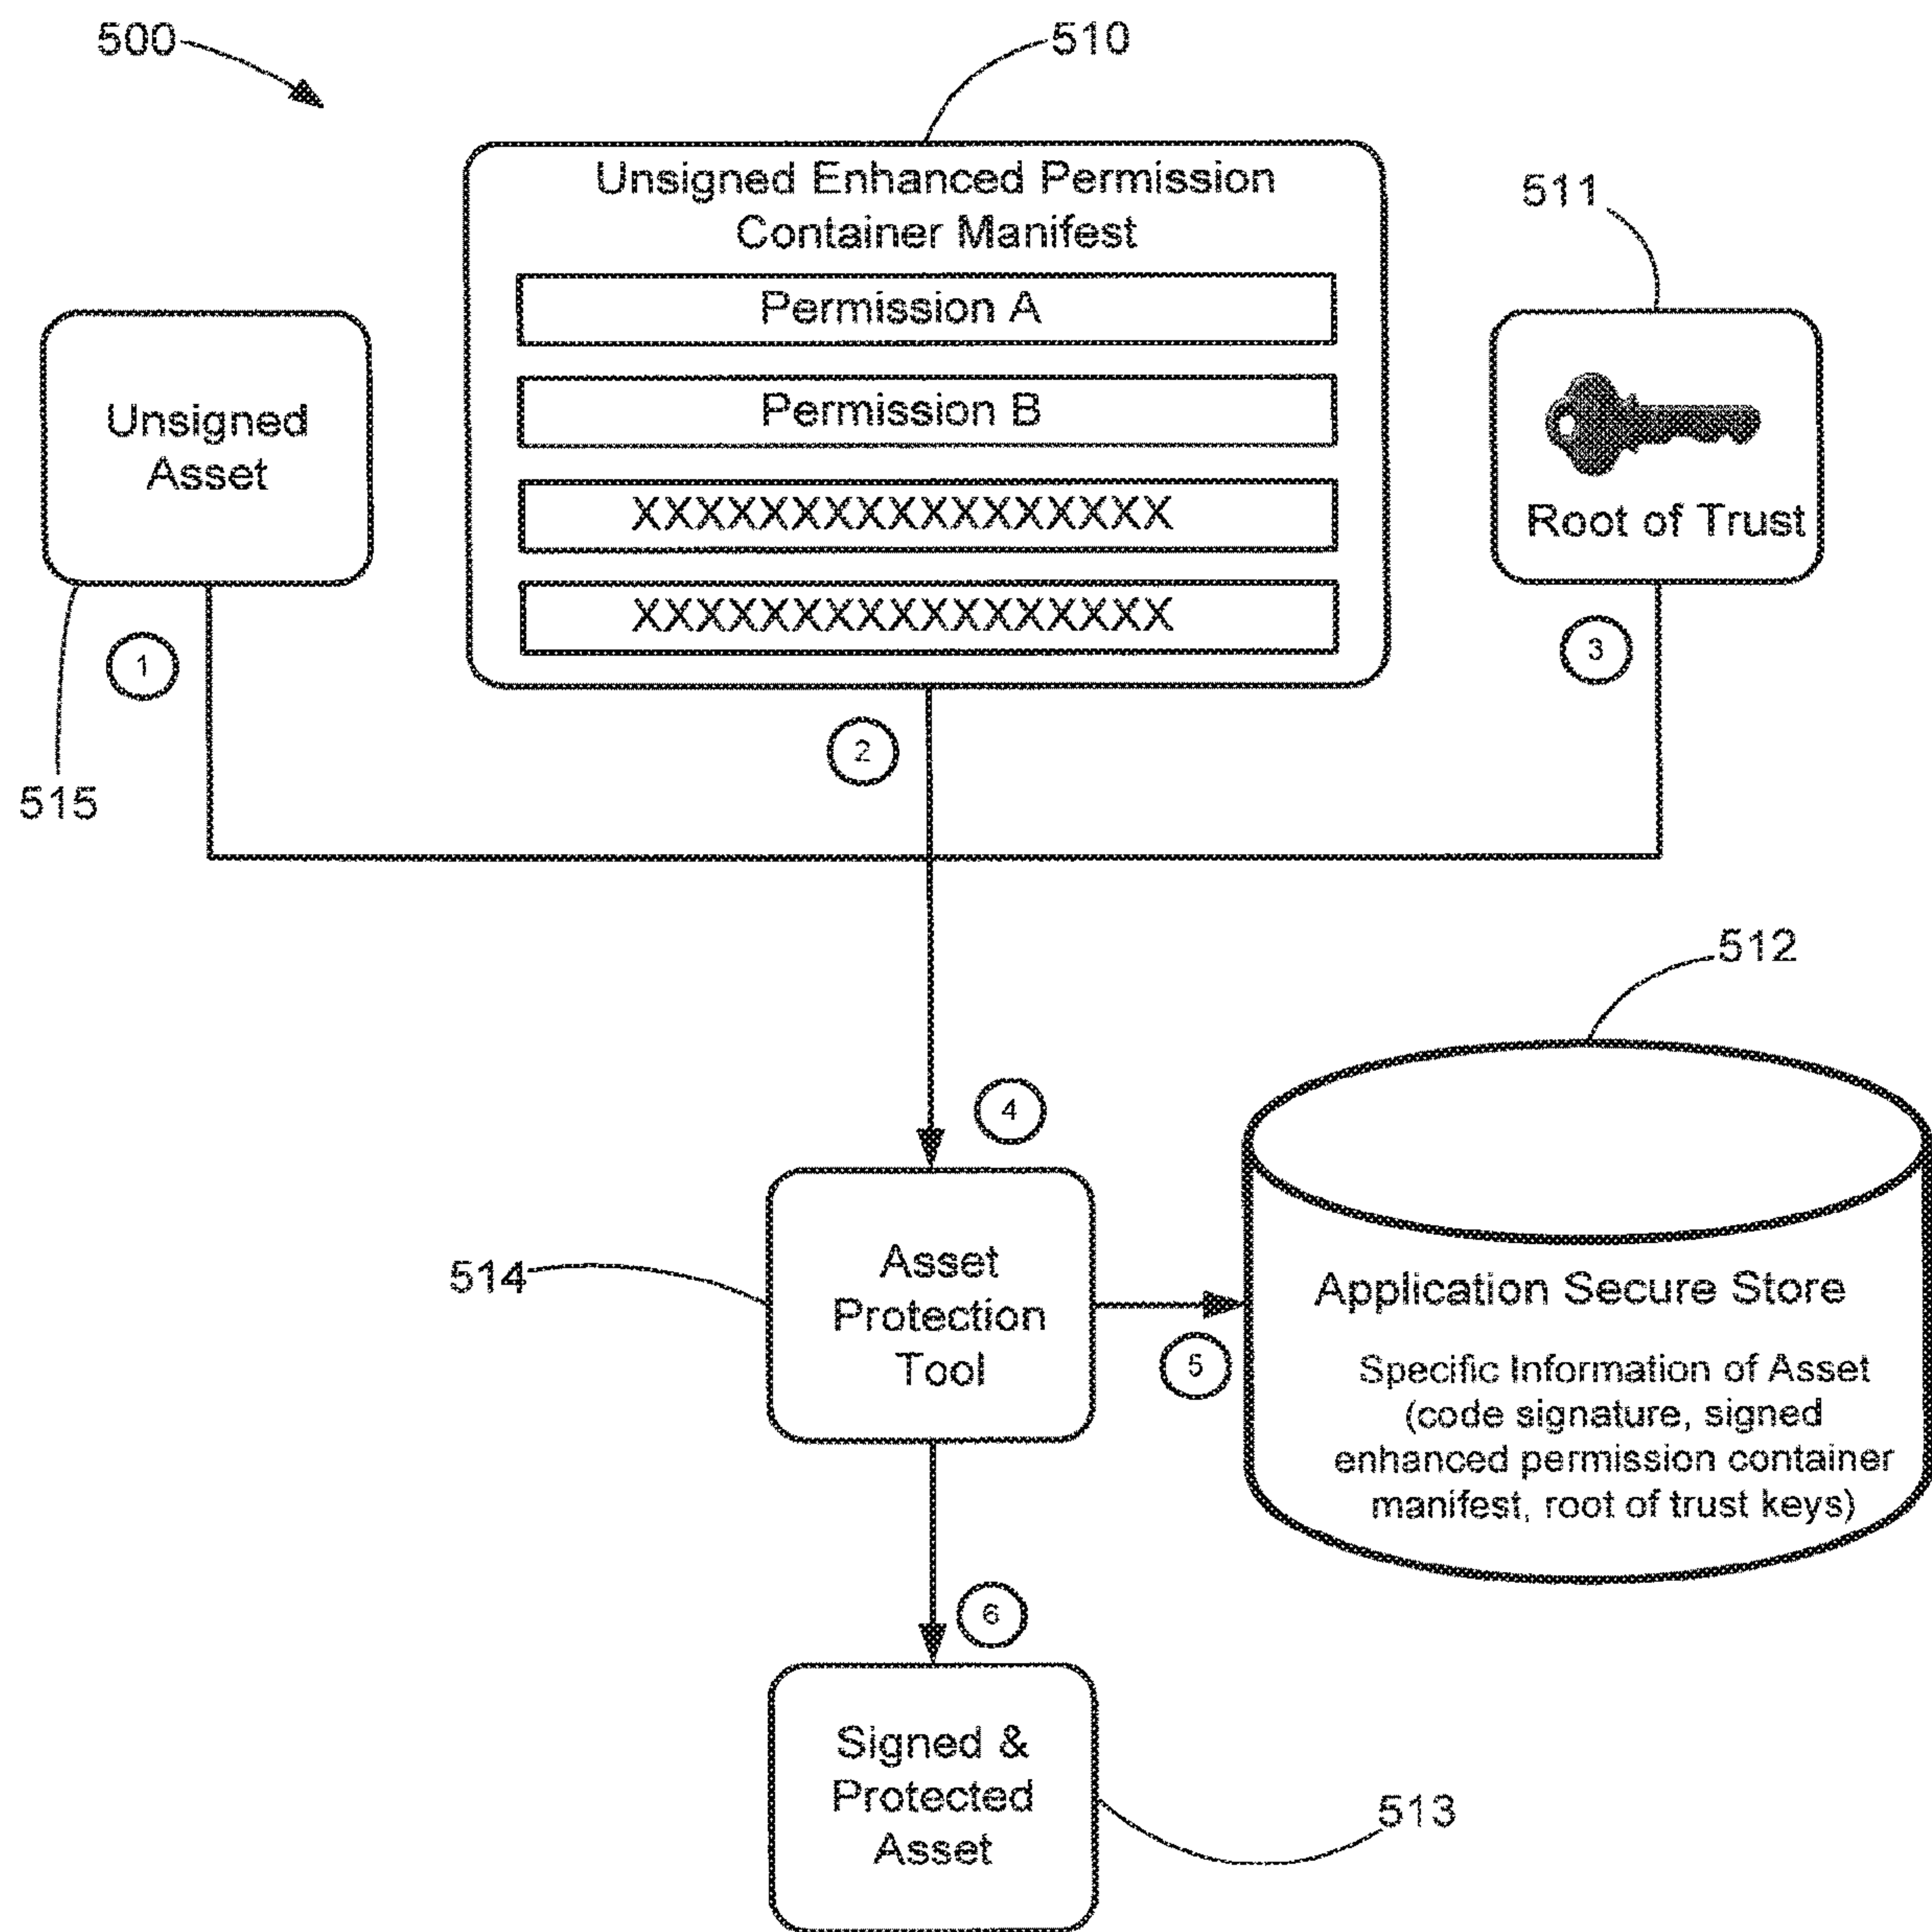 500
510
Unsigned Enhanced Permission
Container Manifest
511
Permission A
Unsigned
Asset
Permission B
XXXXXXXXXXXXXXXXX
Root of Trust
XXXXXXXXXXXXXXXXX
1
3
2
515
512
4
514
Asset
Protection
Tool
5
Application Secure Store
Specific Information of Asset
(code signature, signed
enhanced permission container
manifest, root of trust keys)
6
Signed &
Protected
Asset
513